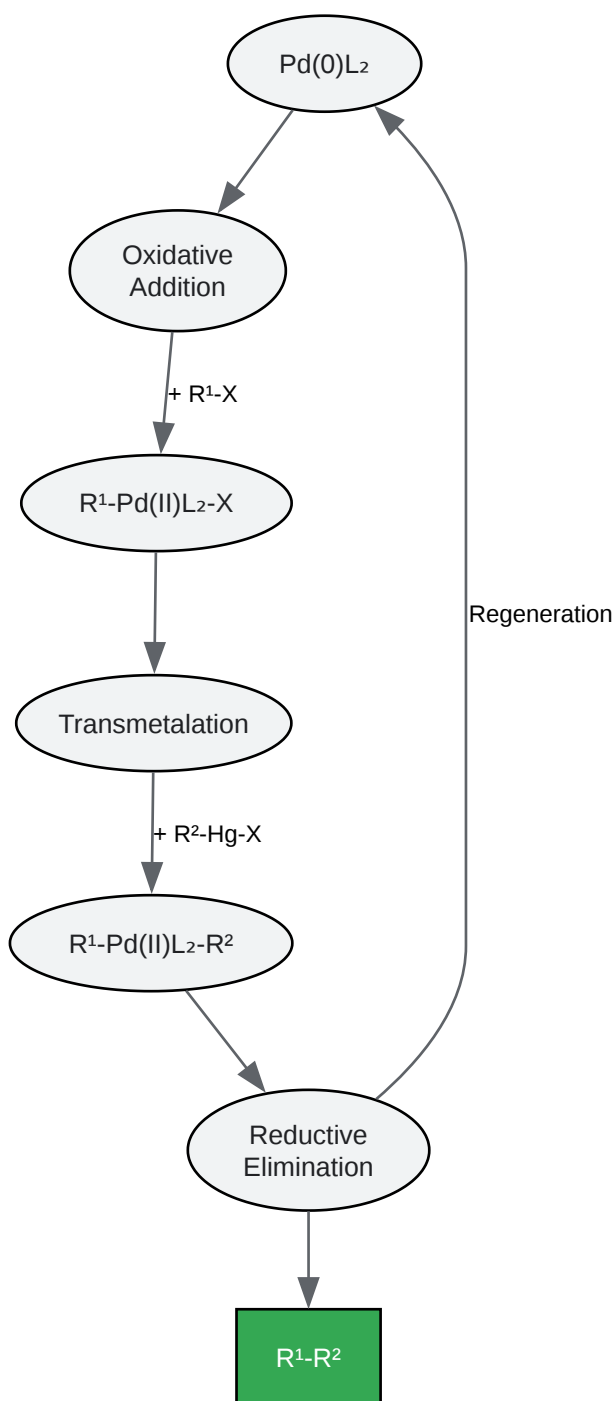 Pd(0)L₂
Oxidative
Addition
+ R¹-X
R¹-Pd(II)L₂-X
Regeneration
Transmetalation
+ R²-Hg-X
R¹-Pd(II)L₂-R²
Reductive
Elimination
R¹-R²